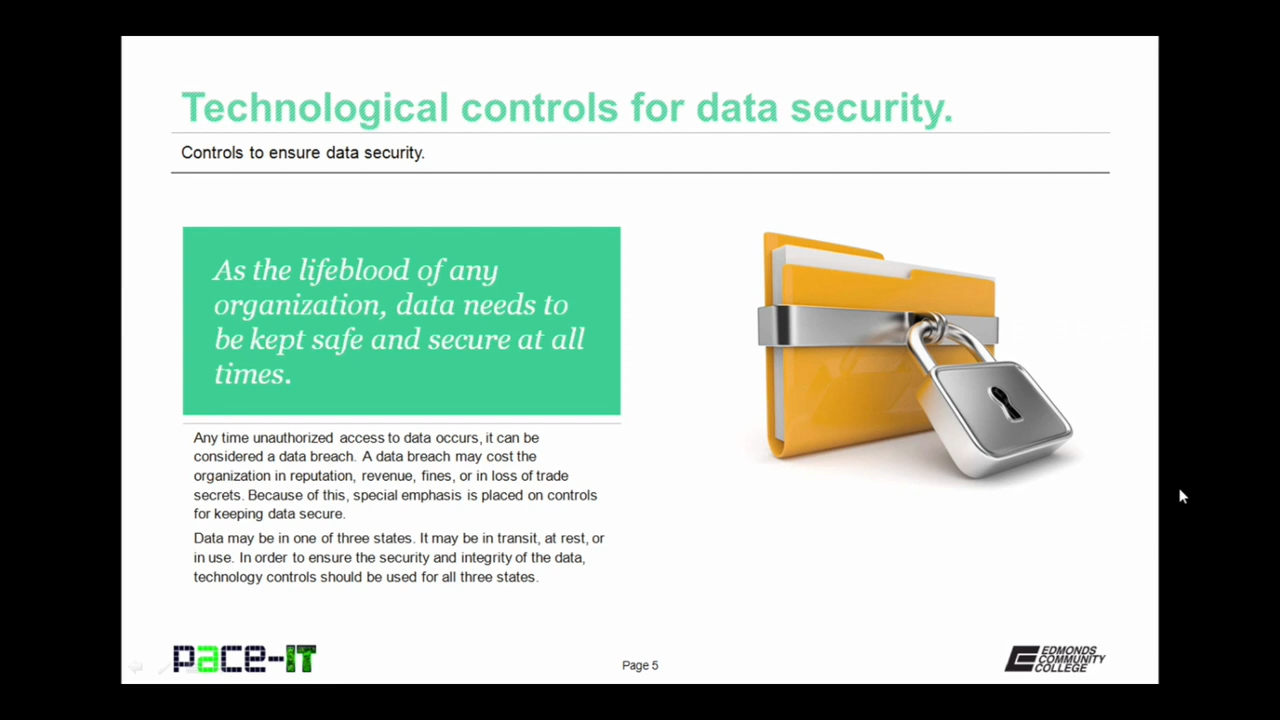 Technological controls for data security.
Controls to ensure data security.
As the lifeblood of any
organization, data needs to
be kept safe and secure at all
times.
Any time unauthorized access to data occurs, it can be
considered a data breach. A data breach may cost the
organization in reputation, revenue, fines, or in loss of trade
secrets. Because of this, special emphasis is placed on controls
for keeping data secure.
Data may be in one of three states. It may be in transit, at rest, or
in use. In order to ensure the security and integrity of the data,
technology controls should be used for all three states.
pace-IT
Page 5
EDMONDS
COMMUNITY
COLLEGE